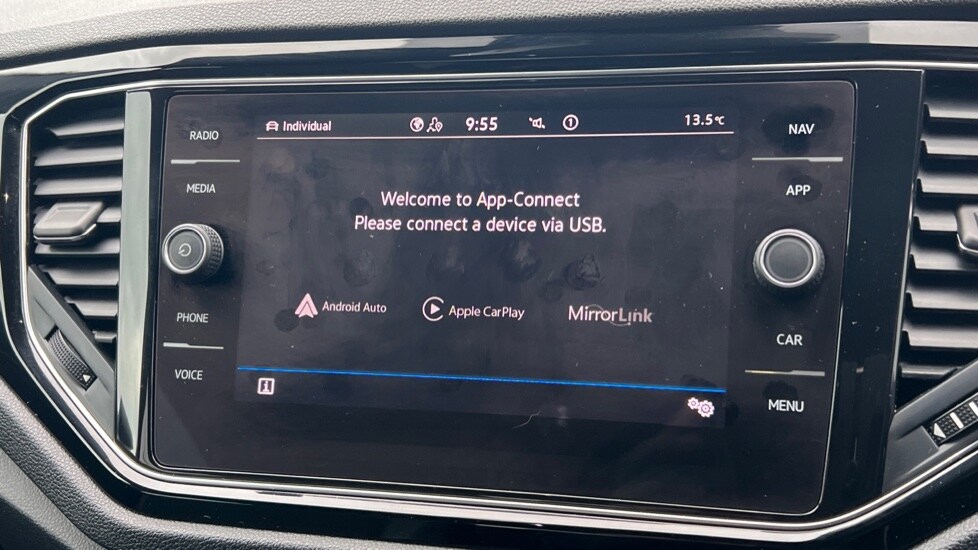 RADIO
MEDIA
PHONE
VOICE
Individual 9:55 1 13.5°C
Welcome to App-Connect
Please connect a device via USB.
Android Auto Apple CarPlay MirrorLink
i
NAV
APP
CAR
MENU